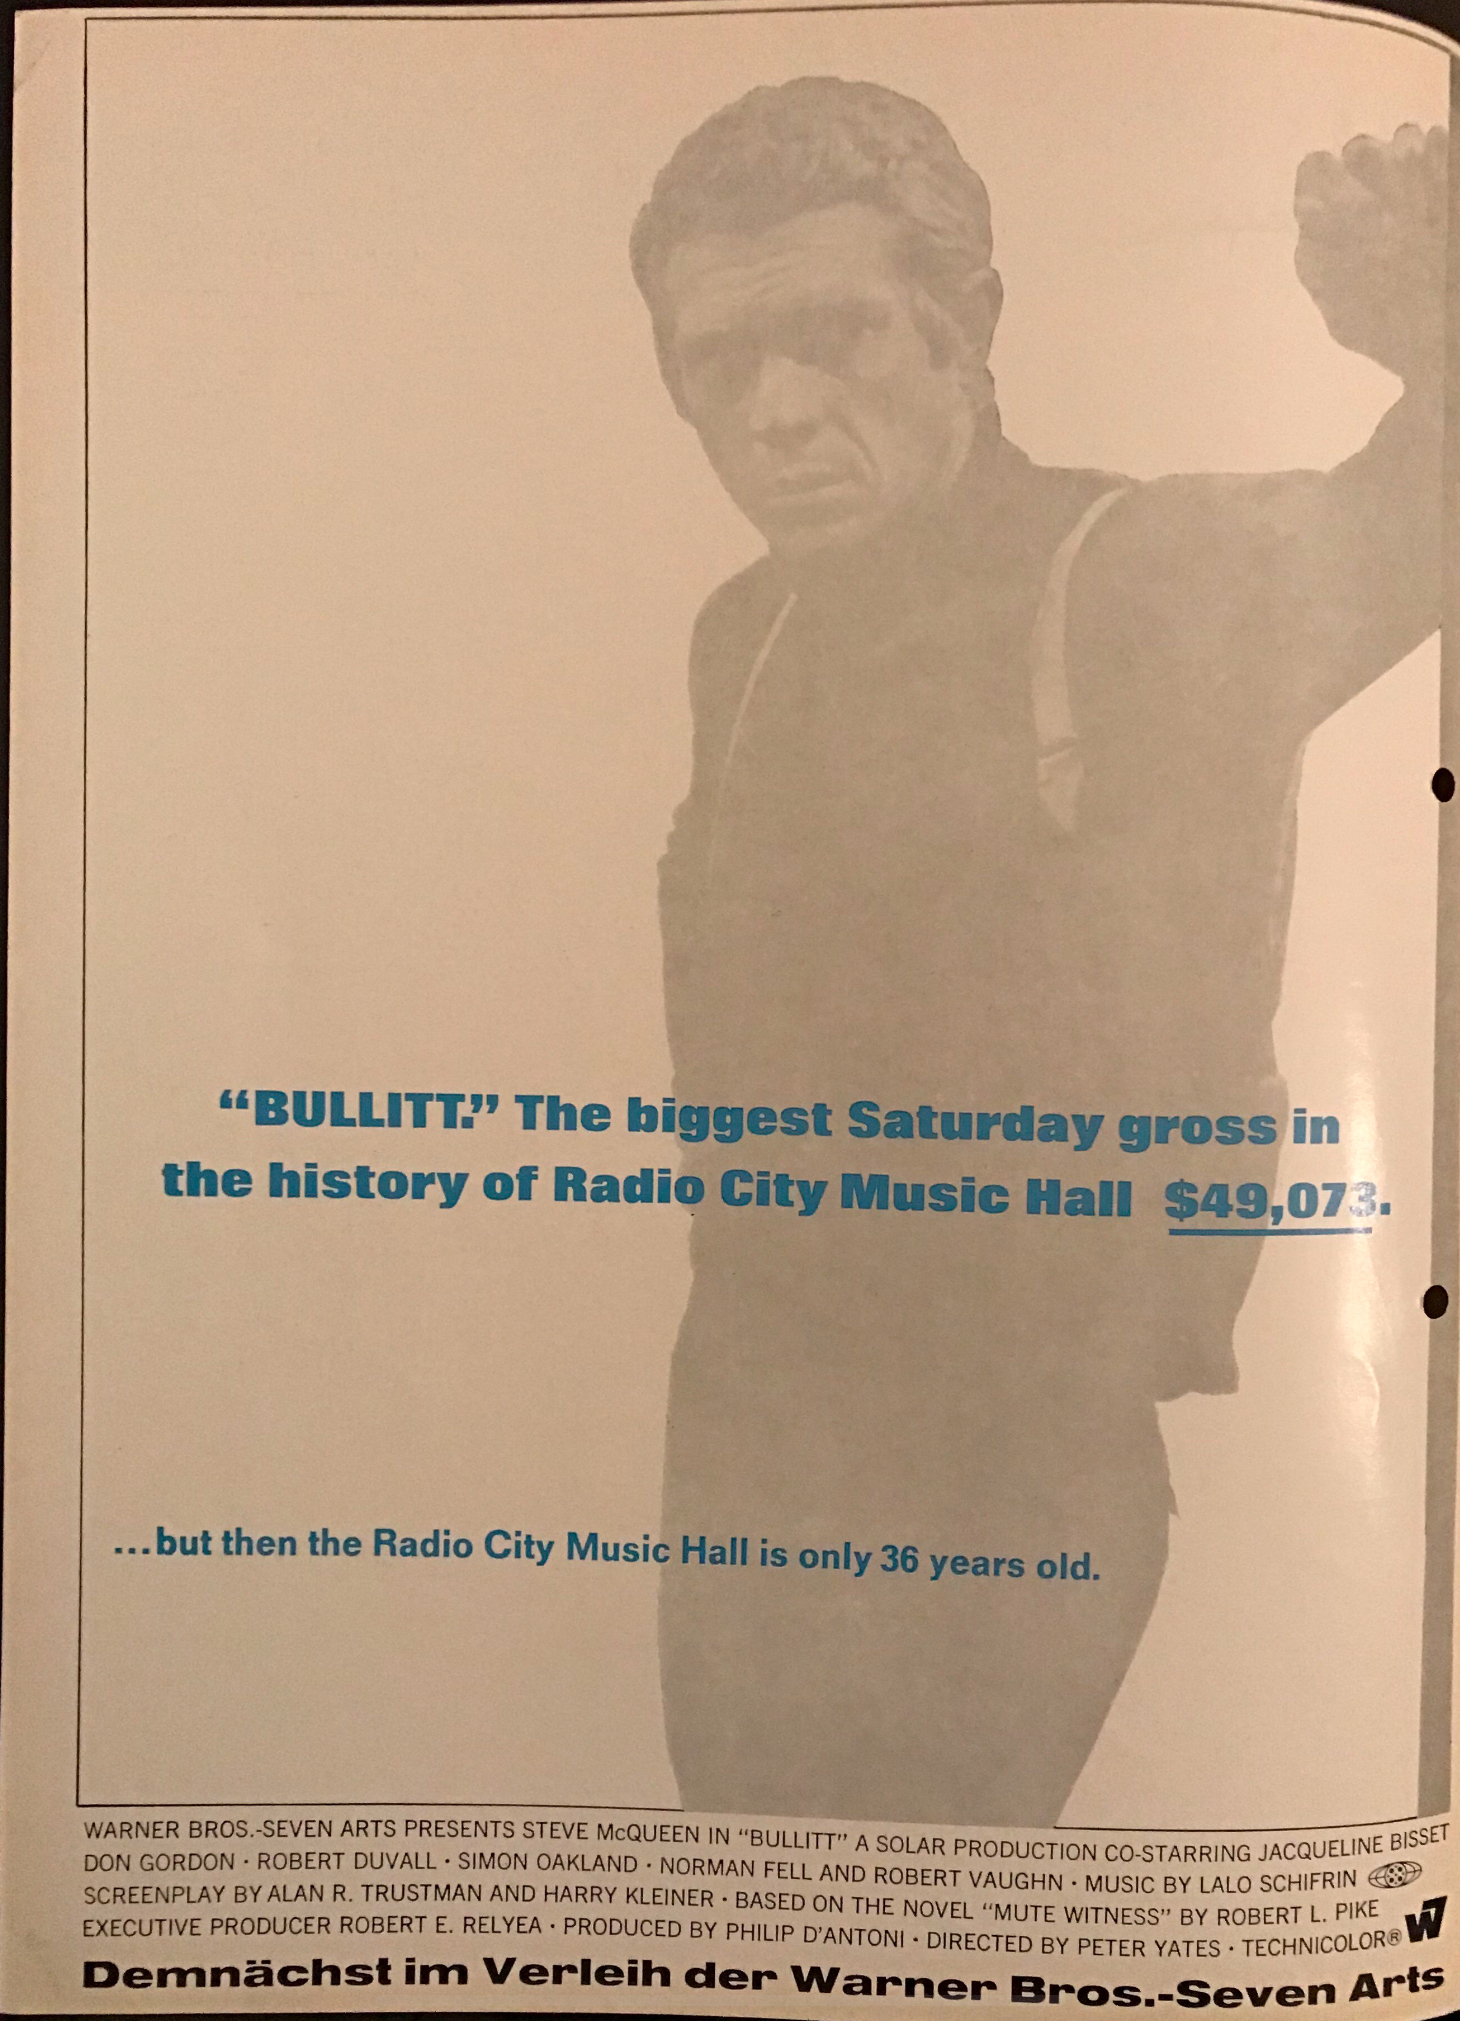 “BULLITT.” The biggest Saturday gross in
the history of Radio City Music Hall $49,073.
...but then the Radio City Music Hall is only 36 years old.
WARNER BROS.-SEVEN ARTS PRESENTS STEVE McQUEEN IN “BULLITT” A SOLAR PRODUCTION CO-STARRING JACQUELINE BISSET
DON GORDON · ROBERT DUVALL · SIMON OAKLAND · NORMAN FELL AND ROBERT VAUGHN · MUSIC BY LALO SCHIFRIN
SCREENPLAY BY ALAN R. TRUSTMAN AND HARRY KLEINER · BASED ON THE NOVEL “MUTE WITNESS” BY ROBERT L. PIKE
EXECUTIVE PRODUCER ROBERT E. RELYEA · PRODUCED BY PHILIP D’ANTONI · DIRECTED BY PETER YATES · TECHNICOLOR® W7
Demnächst im Verleih der Warner Bros.-Seven Arts